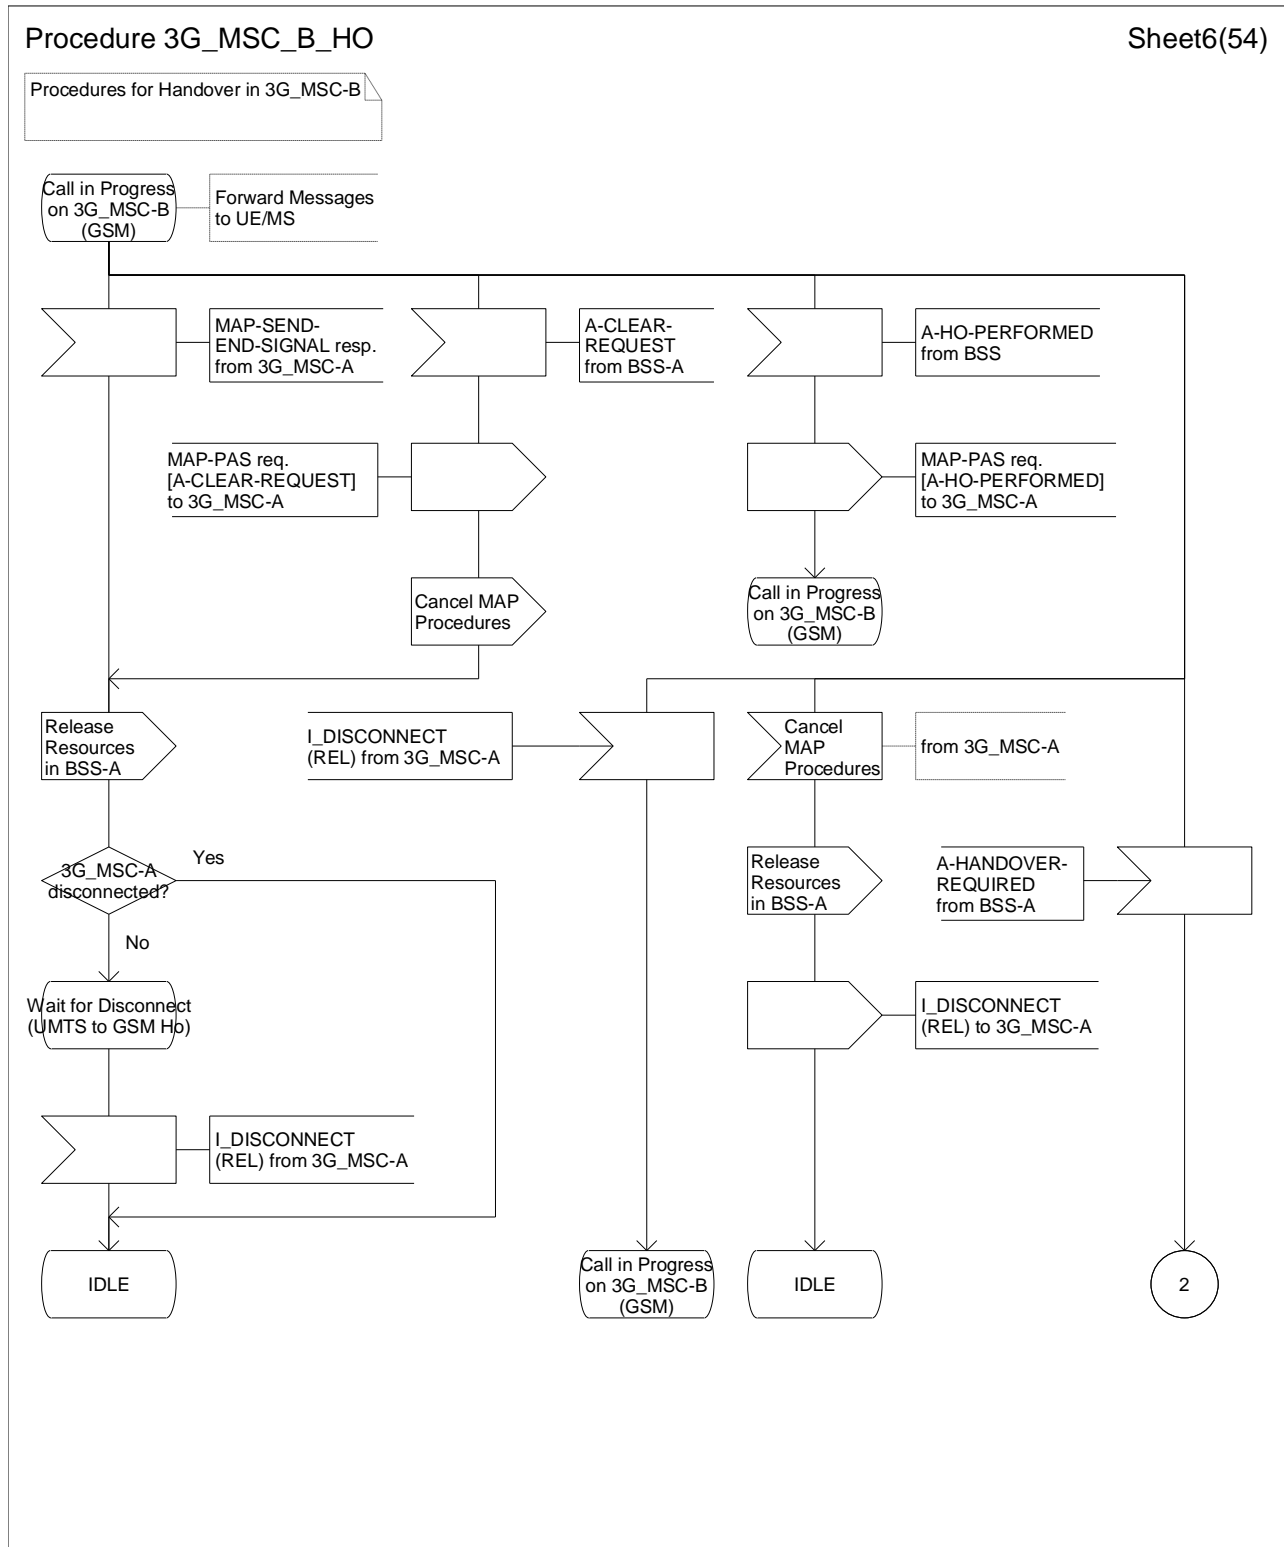 Procedure 3G_MSC_B_HO
Sheet6(54)
Procedures for Handover in 3G_MSC-B
Call in Progress
on 3G_MSC-B
(GSM)
Forward Messages
to UE/MS
MAP-SEND-
END-SIGNAL resp.
from 3G_MSC-A
A-CLEAR-
REQUEST
from BSS-A
A-HO-PERFORMED
from BSS
MAP-PAS req.
[A-CLEAR-REQUEST]
to 3G_MSC-A
MAP-PAS req.
[A-HO-PERFORMED]
to 3G_MSC-A
Cancel MAP
Procedures
Call in Progress
on 3G_MSC-B
(GSM)
Release
Resources
in BSS-A
I_DISCONNECT
(REL) from 3G_MSC-A
Cancel
MAP
Procedures
from 3G_MSC-A
3G_MSC-A
disconnected?
Yes
No
Release
Resources
in BSS-A
A-HANDOVER-
REQUIRED
from BSS-A
Wait for Disconnect
(UMTS to GSM Ho)
I_DISCONNECT
(REL) to 3G_MSC-A
I_DISCONNECT
(REL) from 3G_MSC-A
IDLE
Call in Progress
on 3G_MSC-B
(GSM)
IDLE
2